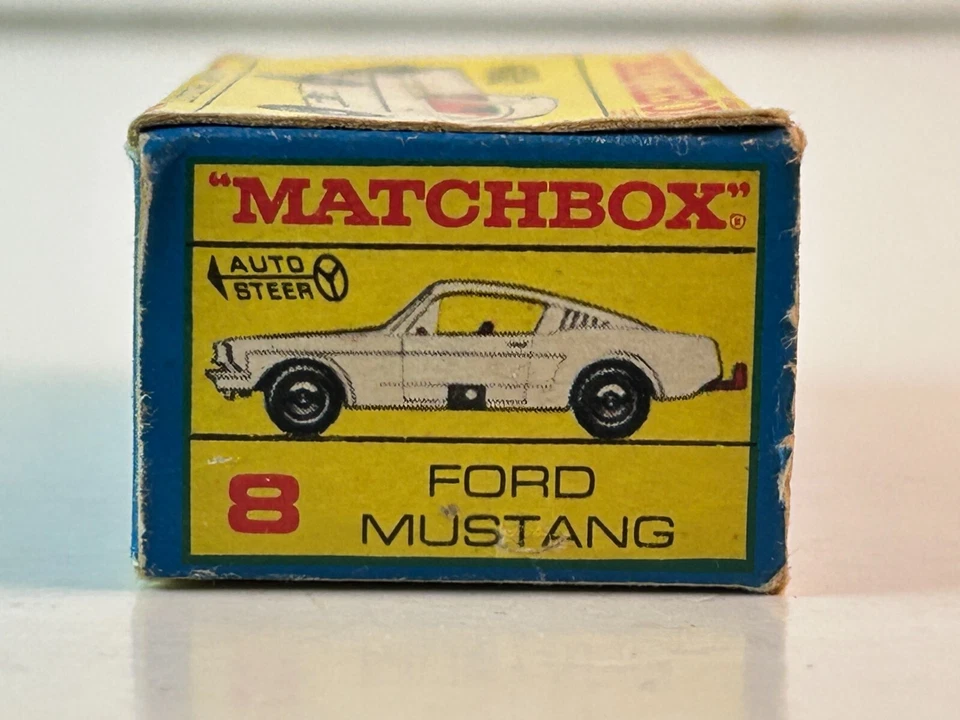 "MATCHBOX"®
AUTO
STEER
8
FORD
MUSTANG